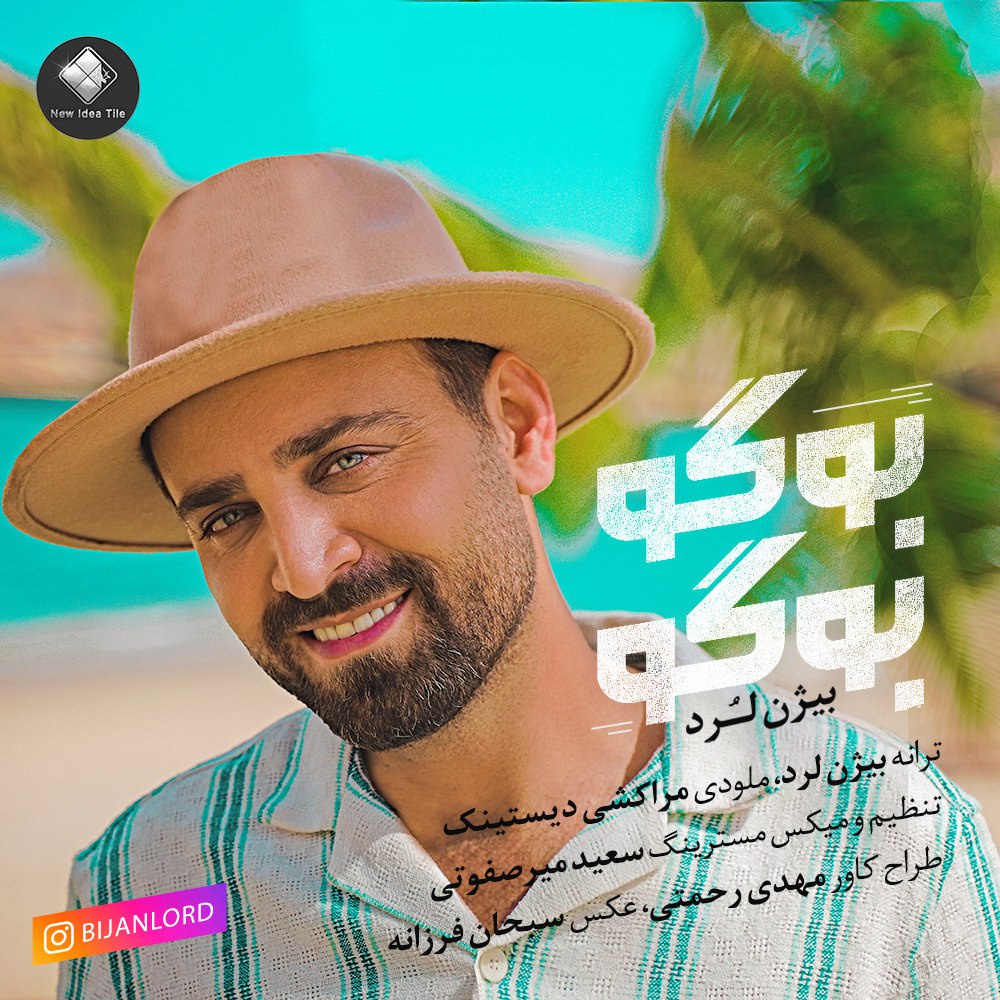 New Idea Tile
بوگو
بوگو
بیژن لُرد
ترانه بیژن لرد، ملودی مراکشی دیستینک
تنظیم و میکس مسترینگ سعید میرصفوتی
طراح کاور مهدی رحمتی، عکس سبحان فرزانه
BIJANLORD